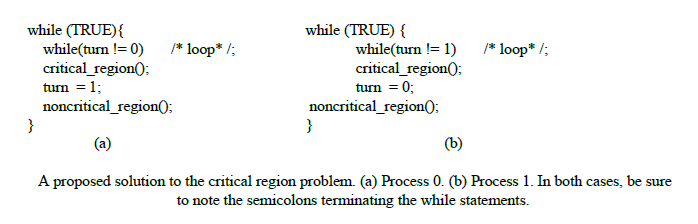 while (TRUE){
while(turn != 0) /* loop* /;
critical_region();
turn = 1;
noncritical_region();
}
(a)
while (TRUE) {
while(turn != 1) /* loop* /;
critical_region();
turn = 0;
noncritical_region();
}
(b)
A proposed solution to the critical region problem. (a) Process 0. (b) Process 1. In both cases, be sure
to note the semicolons terminating the while statements.